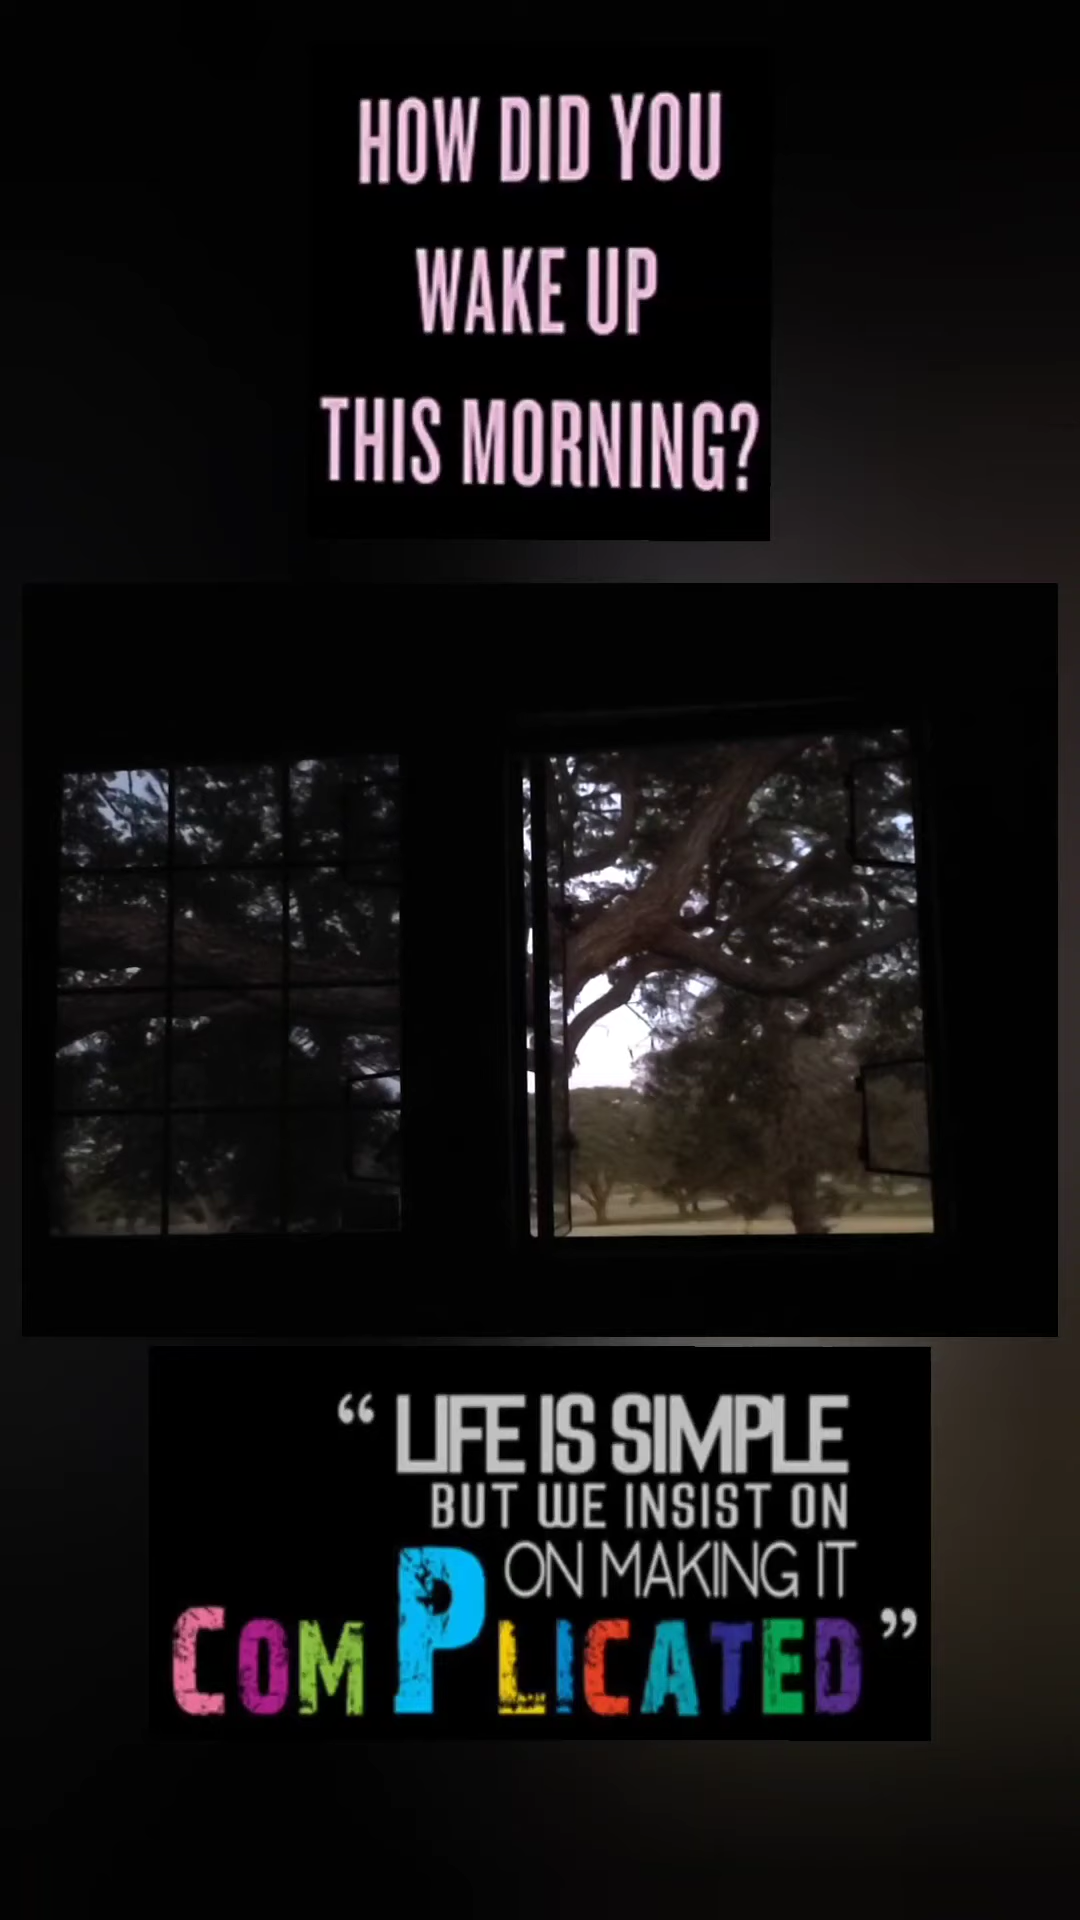 HOW DID YOU
WAKE UP
THIS MORNING?
“ LIFE IS SIMPLE
BUT WE INSIST ON
ON MAKING IT
COMPLICATED ”